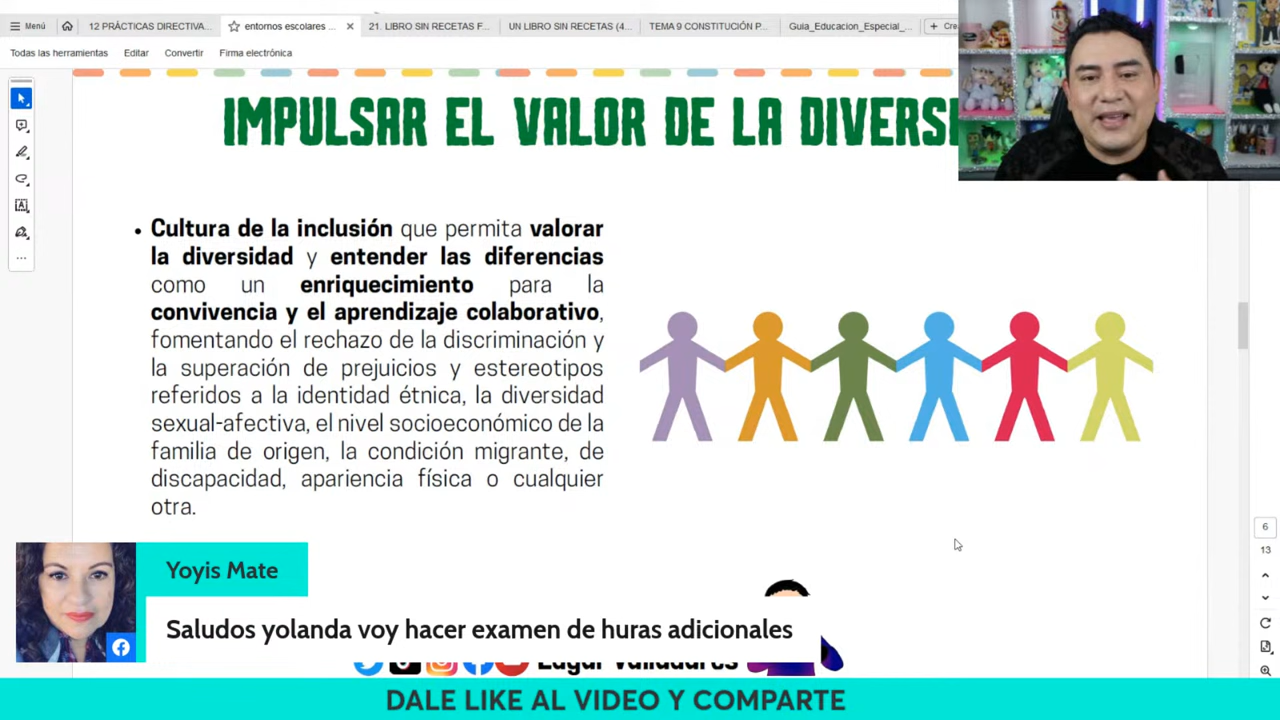 Menú
12 PRÁCTICAS DIRECTIVA...
entornos escolares ...
21. LIBRO SIN RECETAS F...
UN LIBRO SIN RECETAS (4...
TEMA 9 CONSTITUCIÓN P...
Guia_Educacion_Especial_...
Todas las herramientas
Editar
Convertir
Firma electrónica
IMPULSAR EL VALOR DE LA
• Cultura de la inclusión que permita valorar
la diversidad y entender las diferencias
como un enriquecimiento para la
convivencia y el aprendizaje colaborativo,
fomentando el rechazo de la discriminación y
la superación de prejuicios y estereotipos
referidos a la identidad étnica, la diversidad
sexual-afectiva, el nivel socioeconómico de la
familia de origen, la condición migrante, de
discapacidad, apariencia física o cualquier
otra.
6
13
Yoyis Mate
Saludos yolanda voy hacer examen de huras adicionales
Edgar Valladares
DALE LIKE AL VIDEO Y COMPARTE